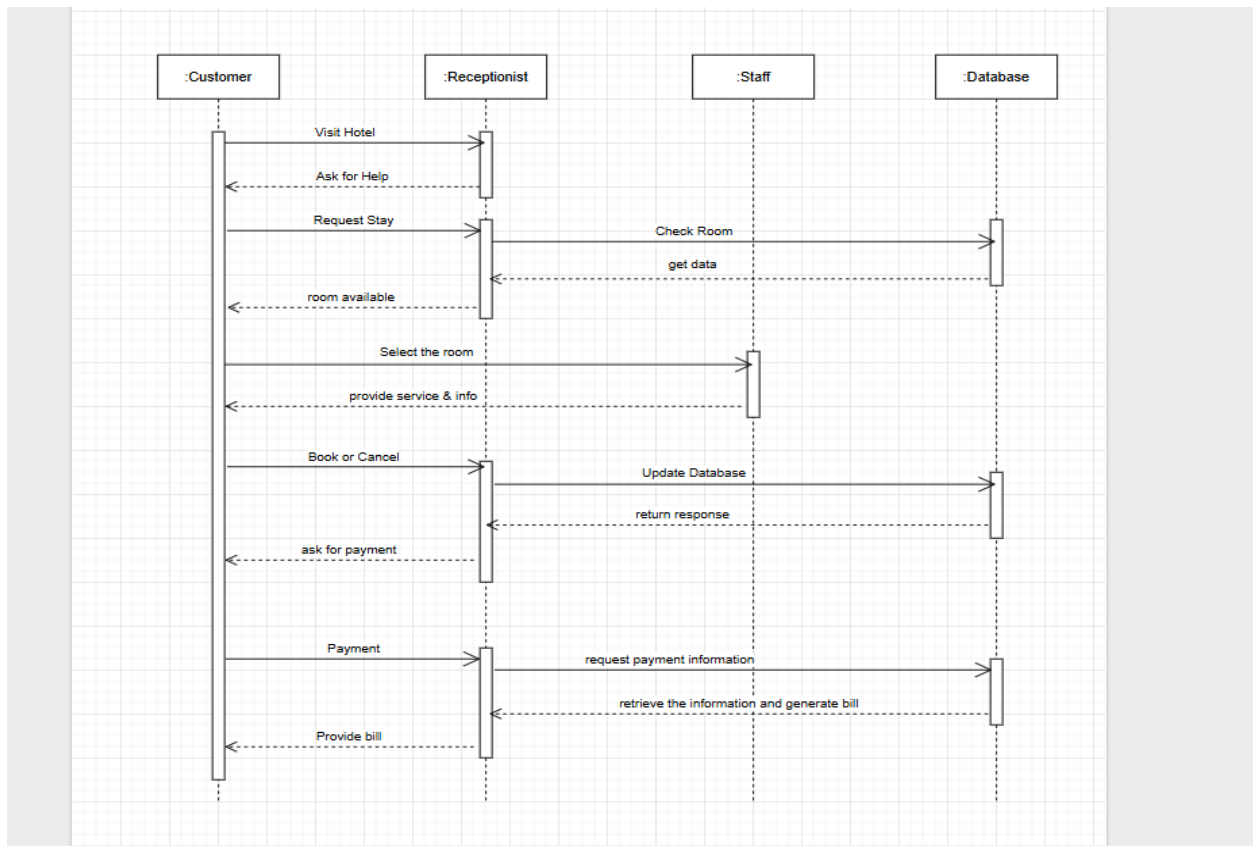 :Customer
:Receptionist
:Staff
:Database
Visit Hotel
Ask for Help
Request Stay
Check Room
get data
room available
Select the room
provide service & info
Book or Cancel
Update Database
return response
ask for payment
Payment
request payment information
retrieve the information and generate bill
Provide bill